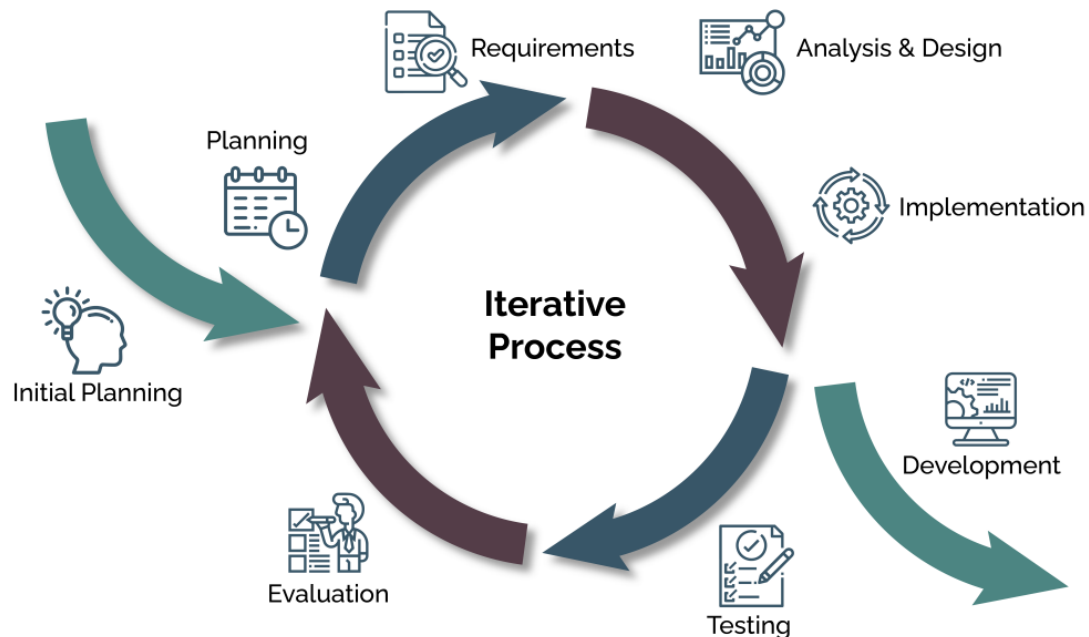 Requirements
Analysis & Design
Planning
Implementation
Iterative
Process
Initial Planning
Development
Evaluation
Testing